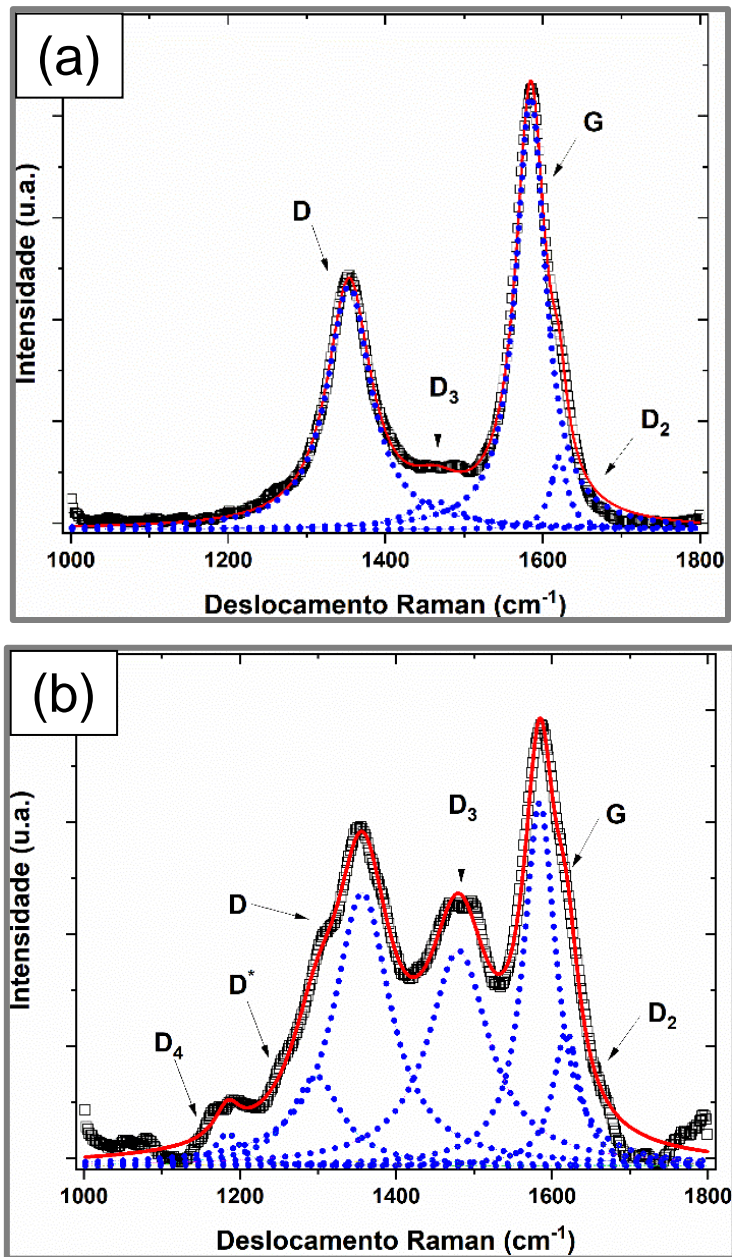 (a)
G
D
D₃
D₂
Intensidade (u.a.)
1000 1200 1400 1600 1800
Deslocamento Raman (cm⁻¹)
(b)
D₃
G
D
D*
D₂
D₄
Intensidade (u.a.)
1000 1200 1400 1600 1800
Deslocamento Raman (cm⁻¹)